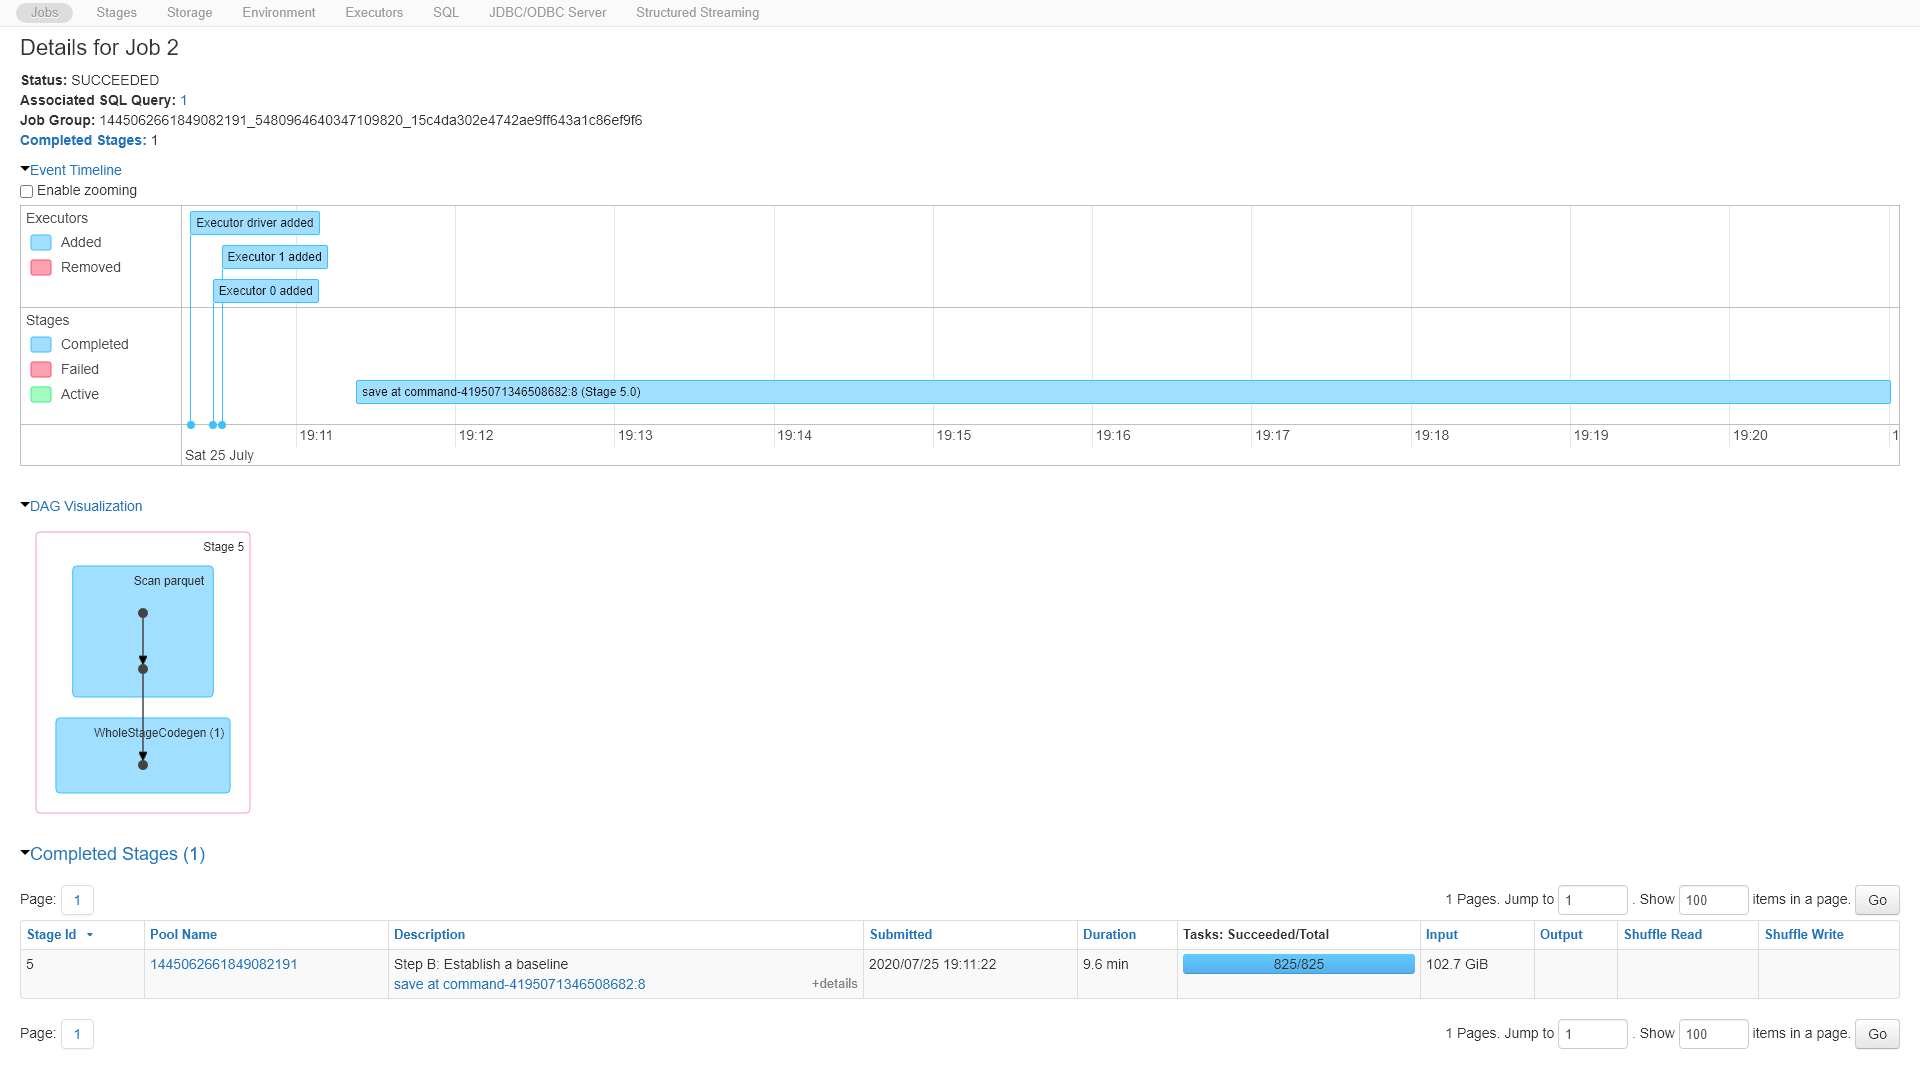 Jobs Stages Storage Environment Executors SQL JDBC/ODBC Server Structured Streaming
Details for Job 2
Status: SUCCEEDED
Associated SQL Query: 1
Job Group: 1445062661849082191_5480964640347109820_15c4da302e4742ae9ff643a1c86ef9f6
Completed Stages: 1
Event Timeline
Enable zooming
Executors
Added
Removed
Executor driver added
Executor 1 added
Executor 0 added
Stages
Completed
Failed
Active
save at command-4195071346508682:8 (Stage 5.0)
19:11 19:12 19:13 19:14 19:15 19:16 19:17 19:18 19:19 19:20 1
Sat 25 July
DAG Visualization
Stage 5
Scan parquet
WholeStageCodegen (1)
Completed Stages (1)
Page: 1 1 Pages. Jump to 1 . Show 100 items in a page. Go
Stage Id Pool Name Description Submitted Duration Tasks: Succeeded/Total Input Output Shuffle Read Shuffle Write
5 1445062661849082191 Step B: Establish a baseline 2020/07/25 19:11:22 9.6 min 825/825 102.7 GiB
save at command-4195071346508682:8 +details
Page: 1 1 Pages. Jump to 1 . Show 100 items in a page. Go